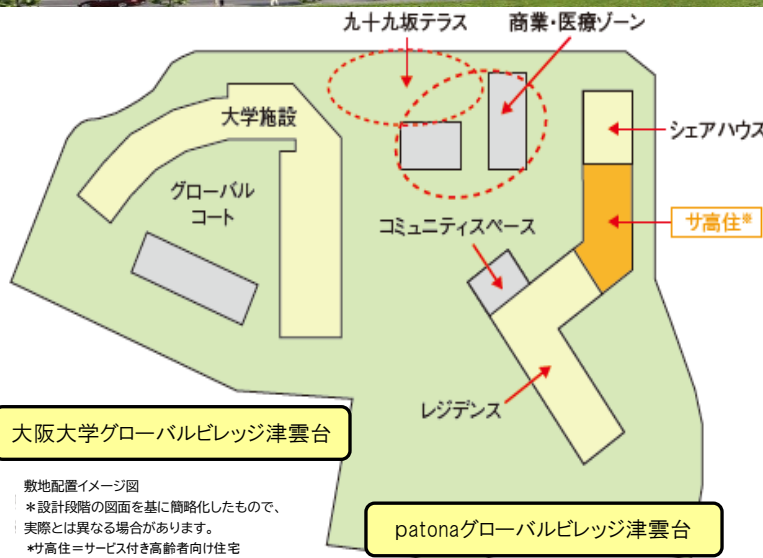 九十九坂テラス
商業・医療ゾーン
大学施設
シェアハウス
グローバル
コート
コミュニティスペース
サ高住※
レジデンス
大阪大学グローバルビレッジ津雲台
敷地配置イメージ図
*設計段階の図面を基に簡略化したもので、
実際とは異なる場合があります。
*サ高住＝サービス付き高齢者向け住宅
patonaグローバルビレッジ津雲台